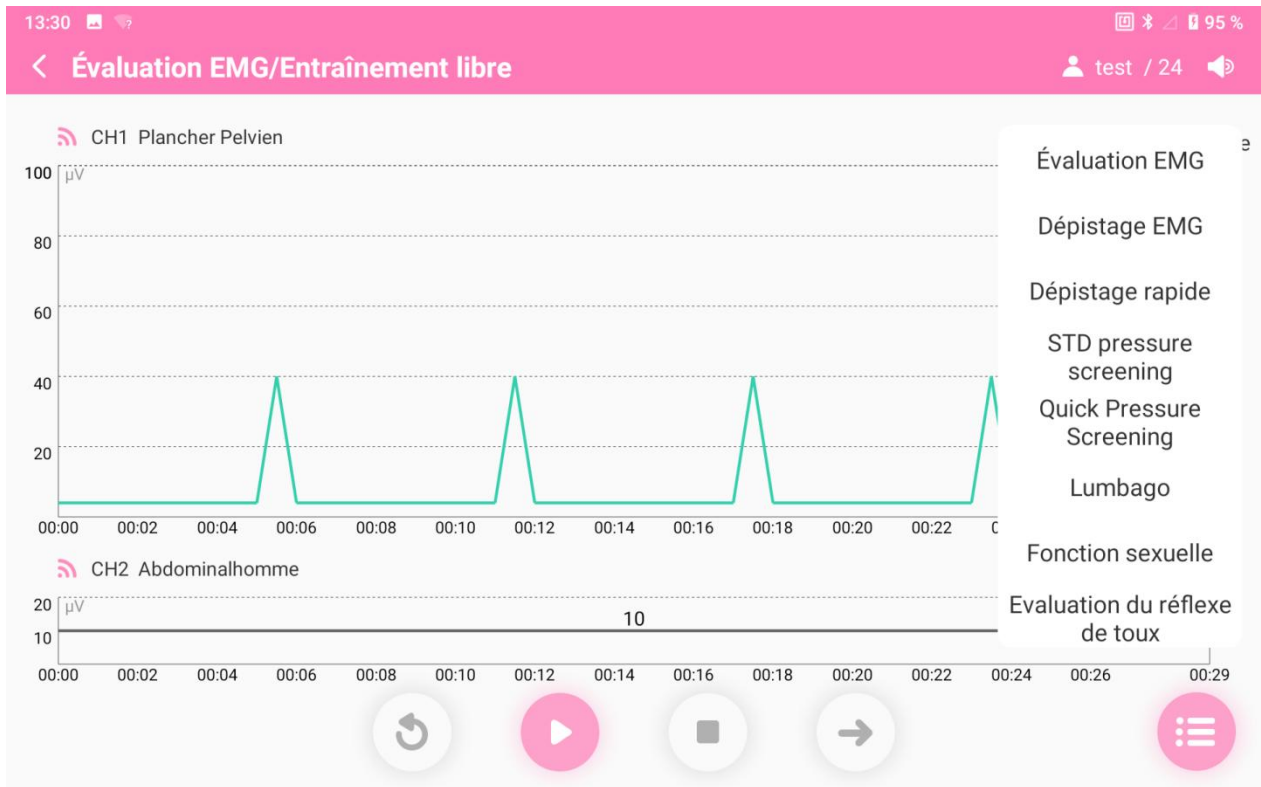 13:30
95 %
Évaluation EMG/Entraînement libre
test / 24
CH1 Plancher Pelvien
e
100
µV
80
60
40
20
00:00 00:02 00:04 00:06 00:08 00:10 00:12 00:14 00:16 00:18 00:20 00:22
Évaluation EMG
Dépistage EMG
Dépistage rapide
STD pressure
screening
Quick Pressure
Screening
Lumbago
Fonction sexuelle
Evaluation du réflexe
de toux
CH2 Abdominalhomme
20
µV
10
10
00:00 00:02 00:04 00:06 00:08 00:10 00:12 00:14 00:16 00:18 00:20 00:22 00:24 00:26 00:29